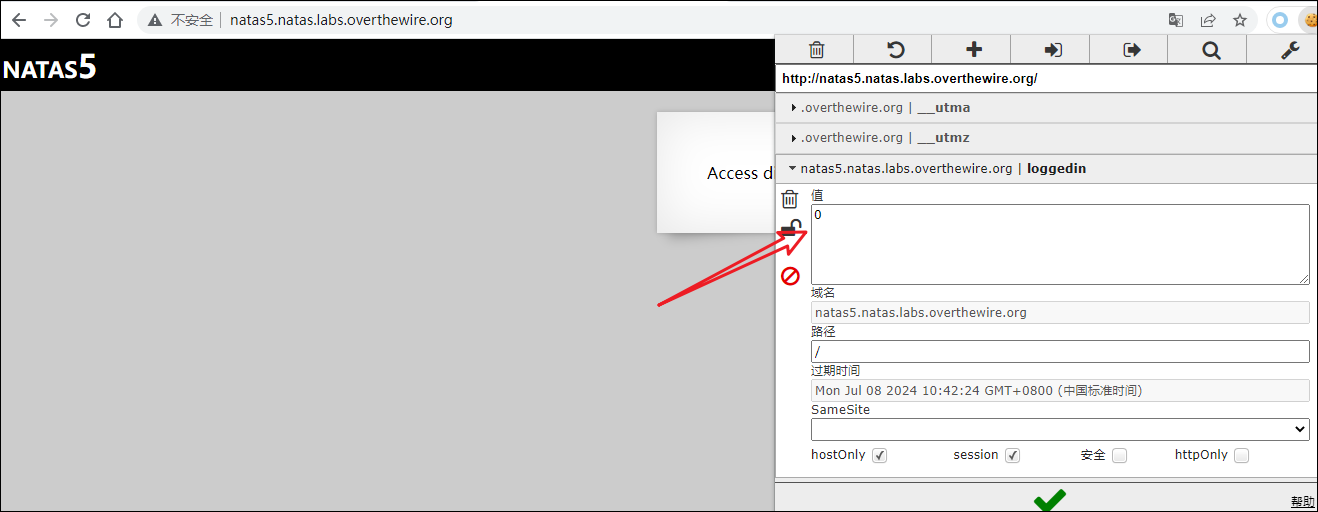 不安全 | natas5.natas.labs.overthewire.org
NATAS5
http://natas5.natas.labs.overthewire.org/
.overthewire.org | __utma
.overthewire.org | __utmz
natas5.natas.labs.overthewire.org | loggedin
Access d
值
0
域名
natas5.natas.labs.overthewire.org
路径
/
过期时间
Mon Jul 08 2024 10:42:24 GMT+0800 (中国标准时间)
SameSite
hostOnly session 安全 httpOnly
帮助